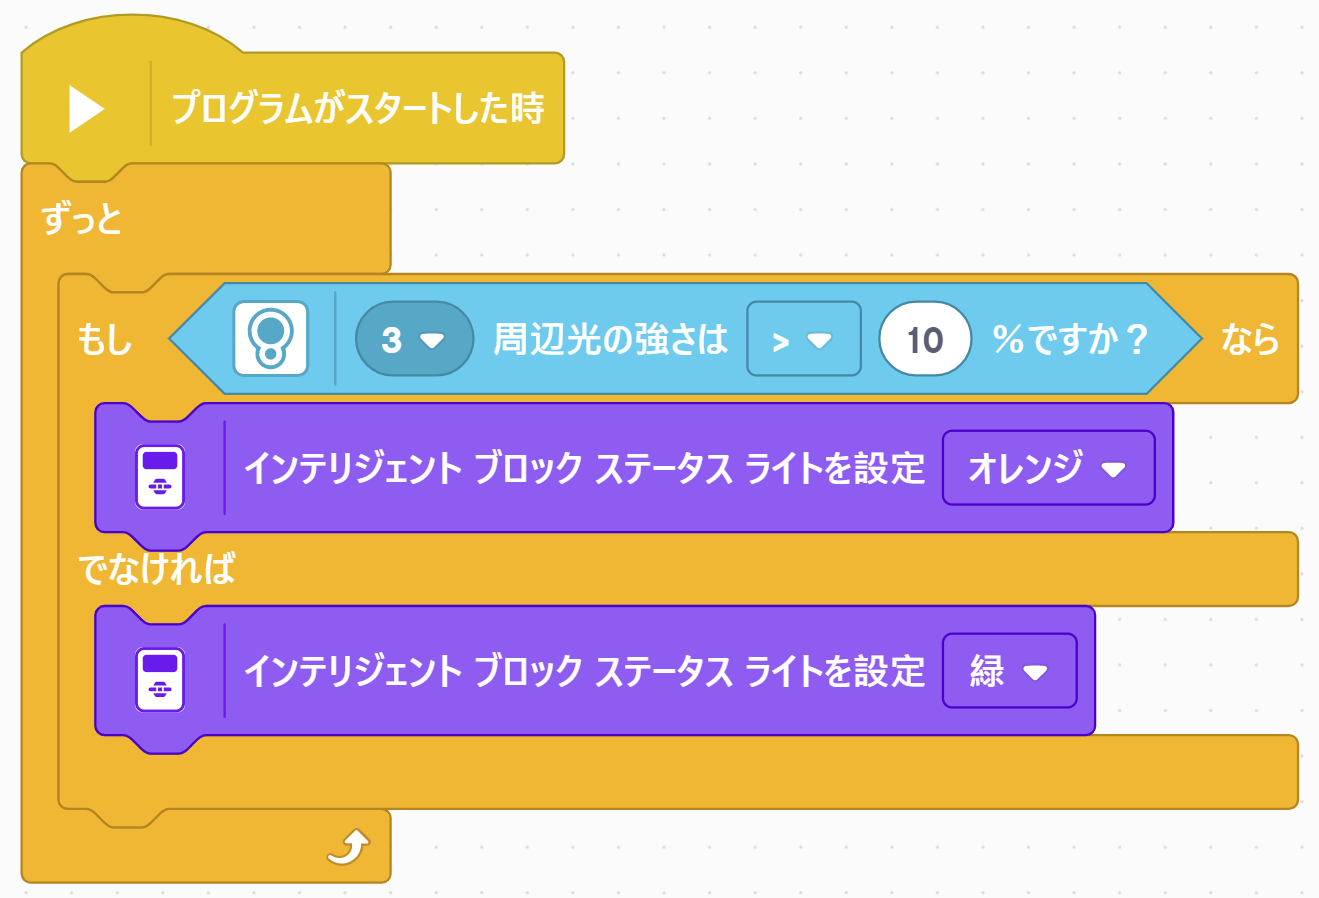 プログラムがスタートした時
ずっと
もし 3 周辺光の強さは > 10 %ですか？ なら
インテリジェント ブロック ステータス ライトを設定 オレンジ
でなければ
インテリジェント ブロック ステータス ライトを設定 緑